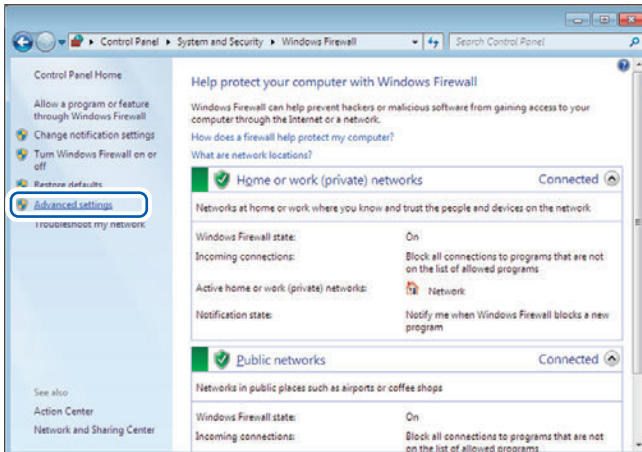 Control Panel ▸ System and Security ▸ Windows Firewall
Search Control Panel
Control Panel Home
Allow a program or feature
through Windows Firewall
Change notification settings
Turn Windows Firewall on or
off
Restore defaults
Advanced settings
Troubleshoot my network
See also
Action Center
Network and Sharing Center
Help protect your computer with Windows Firewall
Windows Firewall can help prevent hackers or malicious software from gaining access to your
computer through the Internet or a network.
How does a firewall help protect my computer?
What are network locations?
Home or work (private) networks Connected
Networks at home or work where you know and trust the people and devices on the network
Windows Firewall state: On
Incoming connections: Block all connections to programs that are not
on the list of allowed programs
Active home or work (private) networks: Network
Notification state: Notify me when Windows Firewall blocks a new
program
Public networks Connected
Networks in public places such as airports or coffee shops
Windows Firewall state: On
Incoming connections: Block all connections to programs that are not
on the list of allowed programs